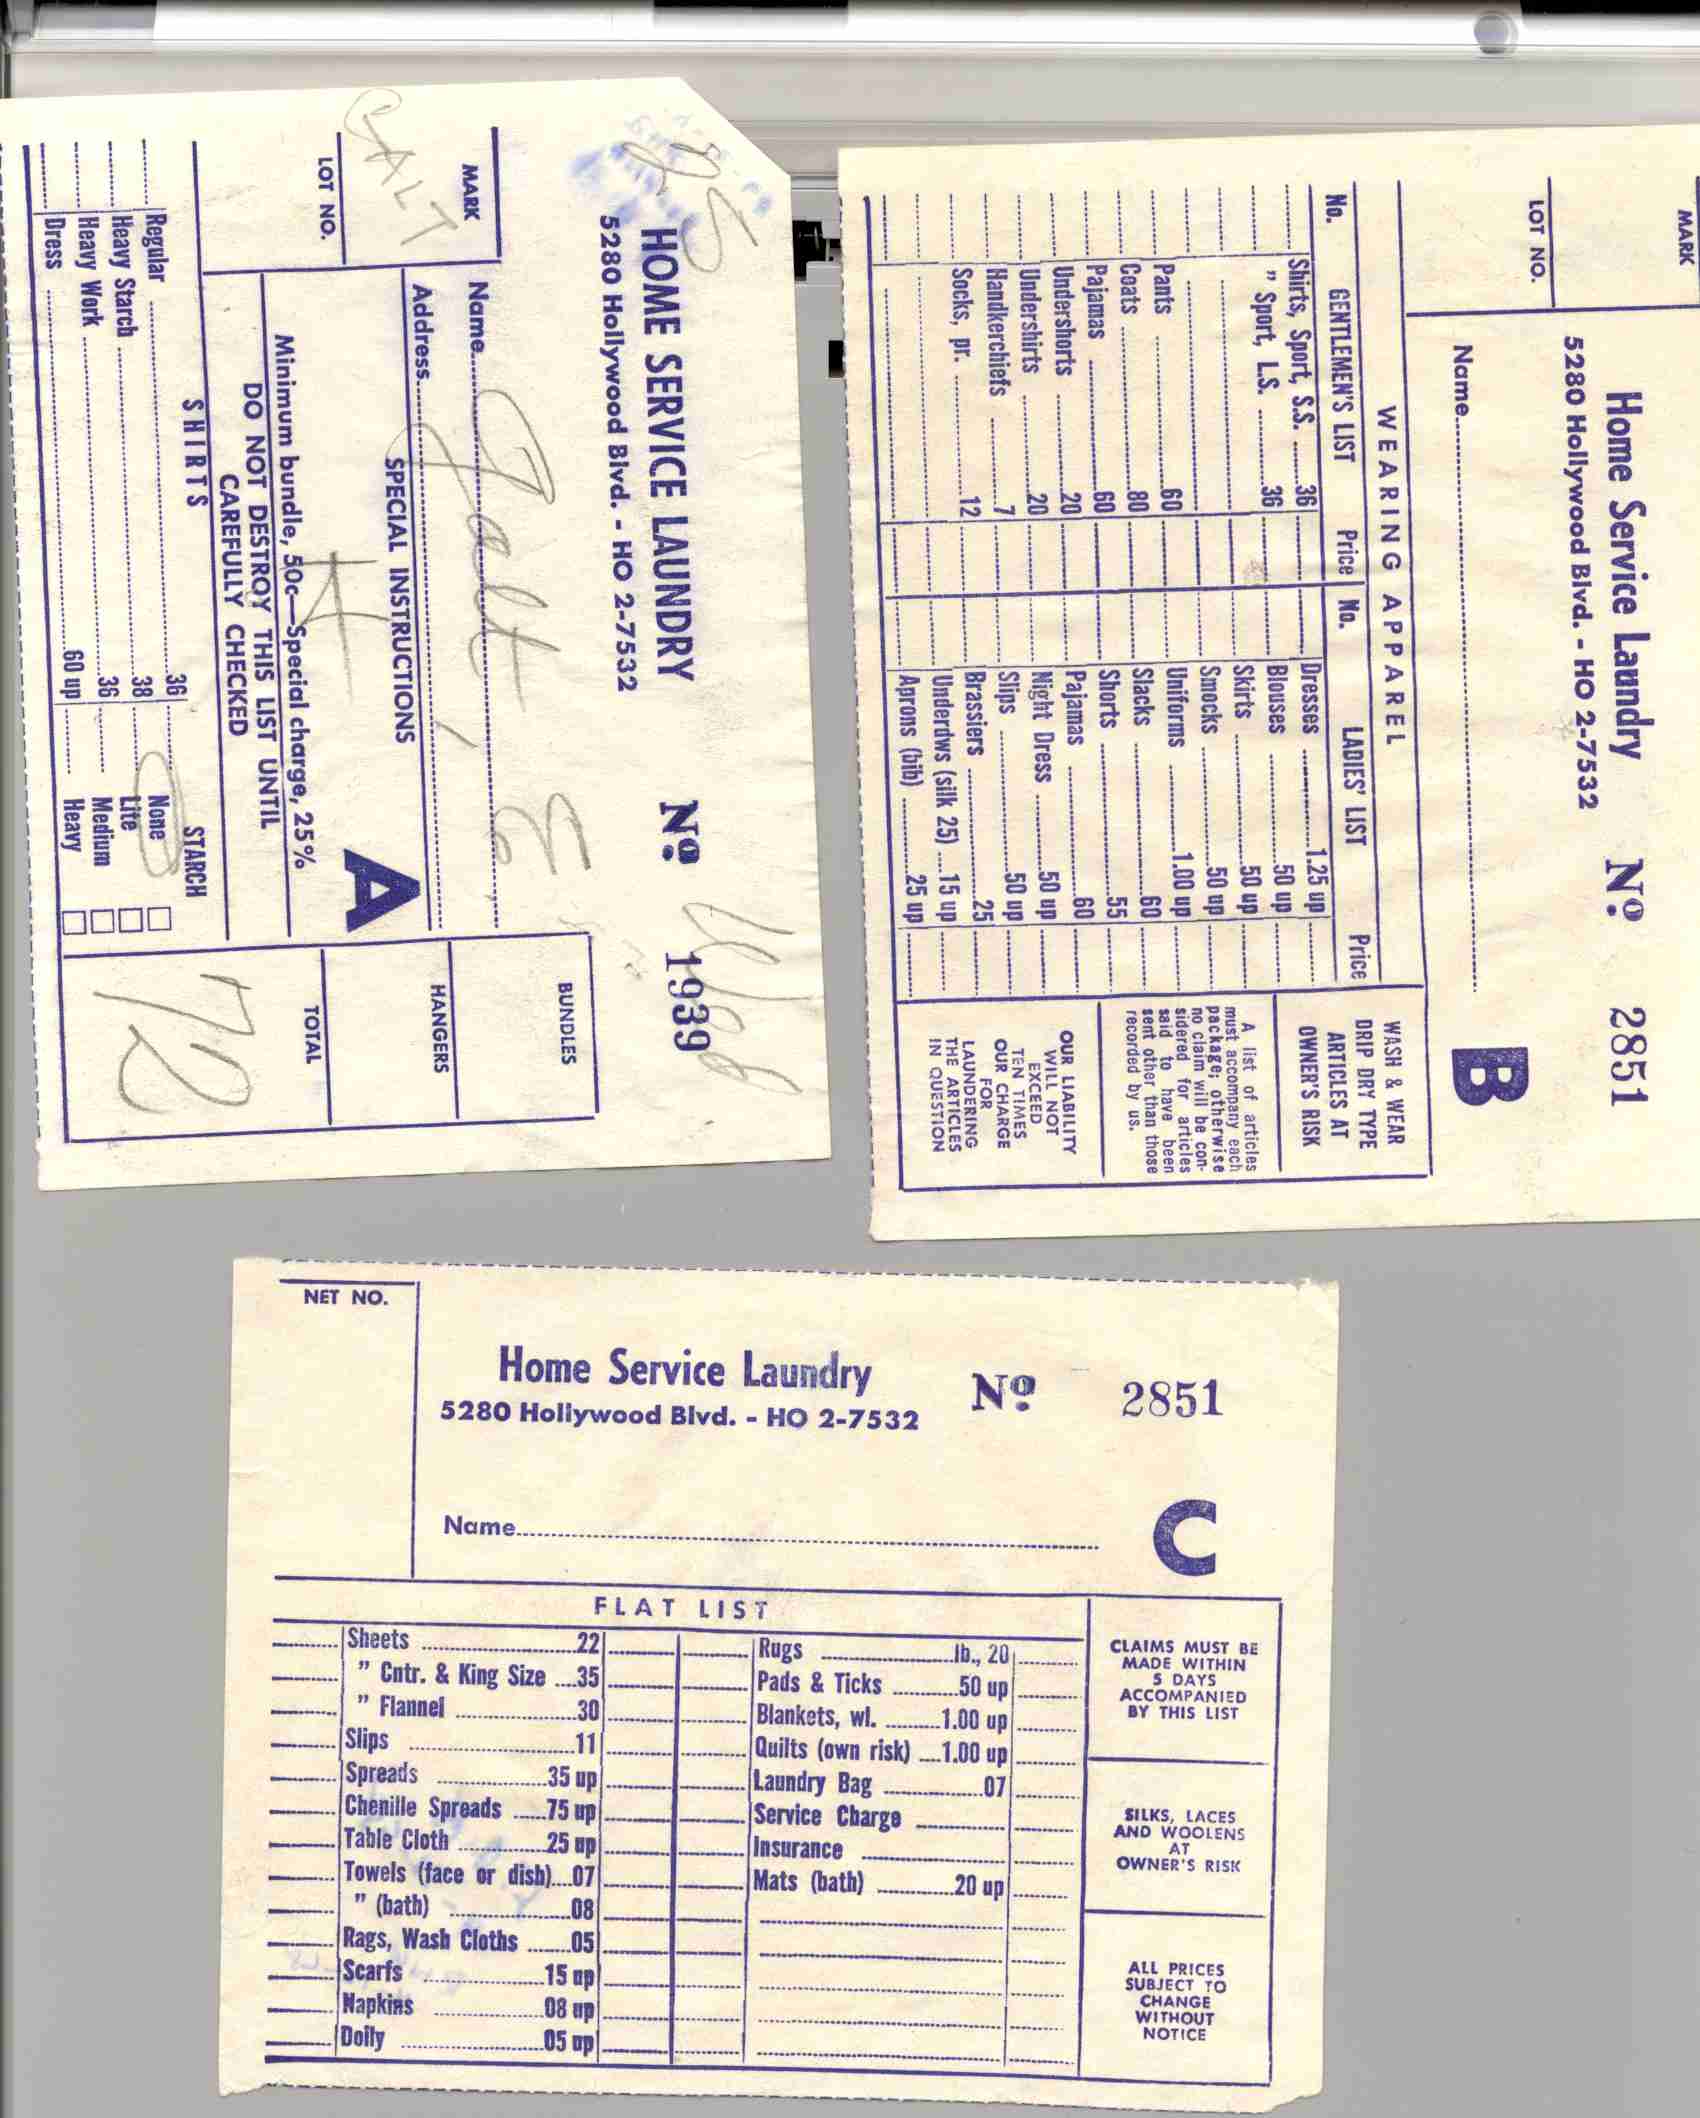 HOME SERVICE LAUNDRY Nº 1939
5280 Hollywood Blvd. - HO 2-7532
MARK
GALT
LOT NO.
Name Galt, E.
Address
SPECIAL INSTRUCTIONS
A
Minimum bundle, 50c—Special charge, 25%
DO NOT DESTROY THIS LIST UNTIL
CAREFULLY CHECKED
BUNDLES
HANGERS
TOTAL
72
SHIRTS STARCH
Regular 36 None
Heavy Starch 38 Lite
Heavy Work 36 Medium
Dress 60 up Heavy
MARK
LOT NO.
Home Service Laundry Nº 2851
5280 Hollywood Blvd. - HO 2-7532
Name
B
WEARING APPAREL
No. GENTLEMEN'S LIST Price No. LADIES' LIST Price
Shirts, Sport, S.S. 36 Dresses 1.25 up
" Sport, L.S. 36 Blouses 50 up
Skirts 50 up
Smocks 50 up
Pants 60 Uniforms 1.00 up
Coats 80 Slacks 60
Pajamas 60 Shorts 55
Undershorts 20 Pajamas 60
Undershirts 20 Night Dress 50 up
Handkerchiefs 7 Slips 50 up
Socks, pr. 12 Brassiers 25
Underdws (silk 25) 15 up
Aprons (bib) 25 up
WASH & WEAR
DRIP DRY TYPE
ARTICLES AT
OWNER'S RISK
A list of articles
must accompany each
package; otherwise
no claim will be con-
sidered for articles
said to have been
sent other than those
recorded by us.
OUR LIABILITY
WILL NOT
EXCEED
TEN TIMES
OUR CHARGE
FOR
LAUNDERING
THE ARTICLES
IN QUESTION
NET NO.
Home Service Laundry Nº 2851
5280 Hollywood Blvd. - HO 2-7532
Name
C
FLAT LIST
Sheets 22 Rugs lb., 20
" Cntr. & King Size 35 Pads & Ticks 50 up
" Flannel 30 Blankets, wl. 1.00 up
Slips 11 Quilts (own risk) 1.00 up
Spreads 35 up Laundry Bag 07
Chenille Spreads 75 up Service Charge
Table Cloth 25 up Insurance
Towels (face or dish) 07 Mats (bath) 20 up
" (bath) 08
Rags, Wash Cloths 05
Scarfs 15 up
Napkins 08 up
Doily 05 up
CLAIMS MUST BE
MADE WITHIN
5 DAYS
ACCOMPANIED
BY THIS LIST
SILKS, LACES
AND WOOLENS
AT
OWNER'S RISK
ALL PRICES
SUBJECT TO
CHANGE
WITHOUT
NOTICE